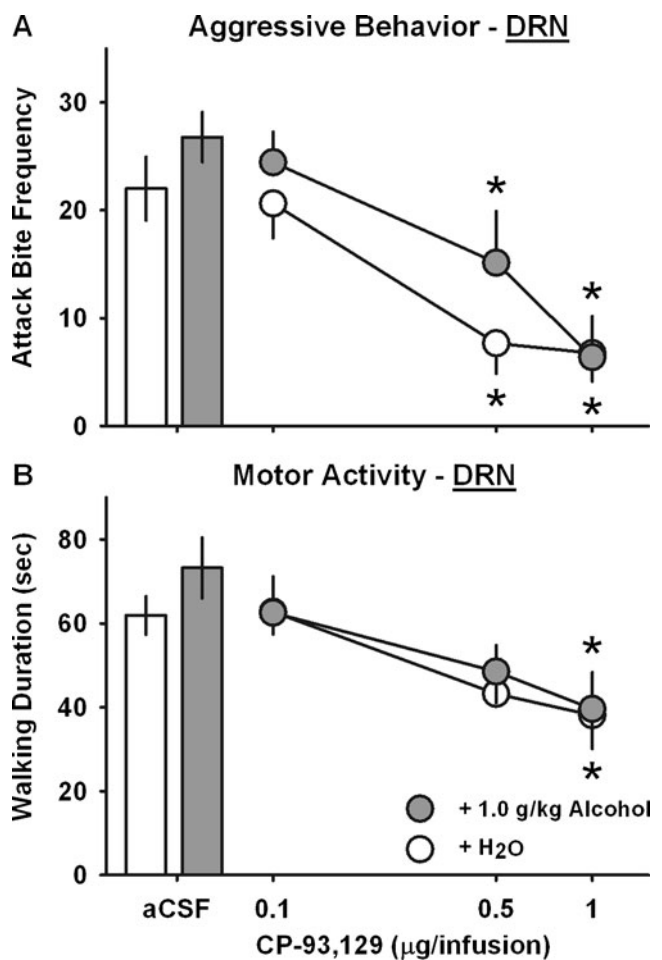 A Aggressive Behavior - DRN
Attack Bite Frequency
30
20
10
0
*
*
*
*
B Motor Activity - DRN
Walking Duration (sec)
80
60
40
20
0
*
*
+ 1.0 g/kg Alcohol
+ H₂O
aCSF 0.1 0.5 1
CP-93,129 (µg/infusion)